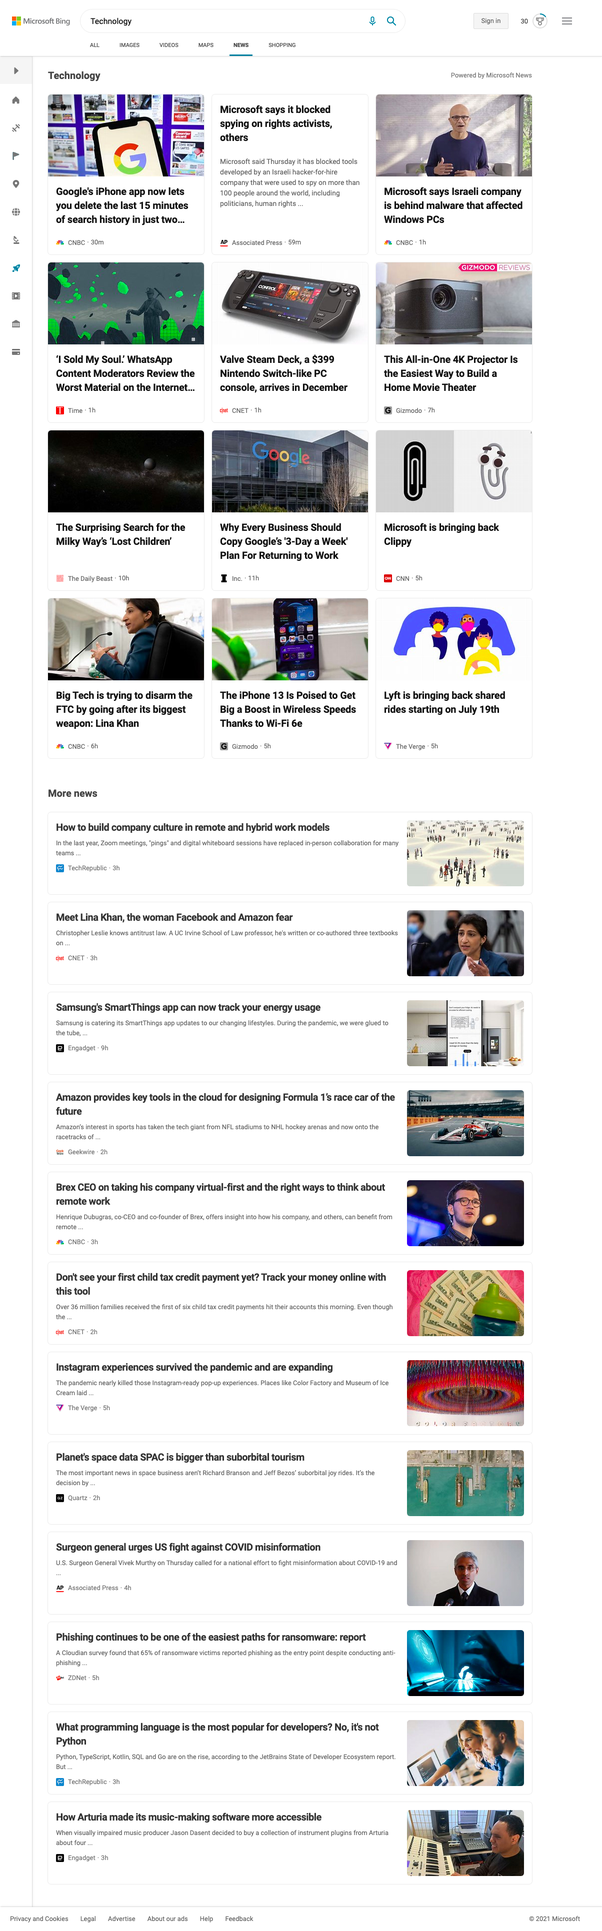 Microsoft Bing
Technology
Sign in
30
ALL
IMAGES
VIDEOS
MAPS
NEWS
SHOPPING
Technology
Powered by Microsoft News
Google's iPhone app now lets
you delete the last 15 minutes
of search history in just two...
CNBC · 30m
Microsoft says it blocked
spying on rights activists,
others
Microsoft said Thursday it has blocked tools
developed by an Israeli hacker-for-hire
company that were used to spy on more than
100 people around the world, including
politicians, human rights ...
AP Associated Press · 59m
Microsoft says Israeli company
is behind malware that affected
Windows PCs
CNBC · 1h
'I Sold My Soul.' WhatsApp
Content Moderators Review the
Worst Material on the Internet...
Time · 1h
CONTROL
Valve Steam Deck, a $399
Nintendo Switch-like PC
console, arrives in December
CNET · 1h
GIZMODO REVIEWS
This All-in-One 4K Projector Is
the Easiest Way to Build a
Home Movie Theater
Gizmodo · 7h
The Surprising Search for the
Milky Way's 'Lost Children'
The Daily Beast · 10h
Google
Why Every Business Should
Copy Google's '3-Day a Week'
Plan For Returning to Work
Inc. · 11h
Microsoft is bringing back
Clippy
CNN · 5h
Big Tech is trying to disarm the
FTC by going after its biggest
weapon: Lina Khan
CNBC · 6h
The iPhone 13 Is Poised to Get
Big a Boost in Wireless Speeds
Thanks to Wi-Fi 6e
Gizmodo · 5h
Lyft is bringing back shared
rides starting on July 19th
The Verge · 5h
More news
How to build company culture in remote and hybrid work models
In the last year, Zoom meetings, "pings" and digital whiteboard sessions have replaced in-person collaboration for many
teams ...
TechRepublic · 3h
Meet Lina Khan, the woman Facebook and Amazon fear
Christopher Leslie knows antitrust law. A UC Irvine School of Law professor, he's written or co-authored three textbooks
on ...
CNET · 3h
Samsung's SmartThings app can now track your energy usage
Samsung is catering its SmartThings app updates to our changing lifestyles. During the pandemic, we were glued to
the tube, ...
Engadget · 9h
Amazon provides key tools in the cloud for designing Formula 1's race car of the
future
Amazon's interest in sports has taken the tech giant from NFL stadiums to NHL hockey arenas and now onto the
racetracks of ...
Geekwire · 2h
Brex CEO on taking his company virtual-first and the right ways to think about
remote work
Henrique Dubugras, co-CEO and co-founder of Brex, offers insight into how his company, and others, can benefit from
remote ...
CNBC · 3h
Don't see your first child tax credit payment yet? Track your money online with
this tool
Over 36 million families received the first of six child tax credit payments hit their accounts this morning. Even though
the ...
CNET · 2h
Instagram experiences survived the pandemic and are expanding
The pandemic nearly killed those Instagram-ready pop-up experiences. Places like Color Factory and Museum of Ice
Cream laid ...
The Verge · 5h
Planet's space data SPAC is bigger than suborbital tourism
The most important news in space business aren't Richard Branson and Jeff Bezos' suborbital joy rides. It's the
decision by ...
Quartz · 2h
Surgeon general urges US fight against COVID misinformation
U.S. Surgeon General Vivek Murthy on Thursday called for a national effort to fight misinformation about COVID-19 and
...
AP Associated Press · 4h
Phishing continues to be one of the easiest paths for ransomware: report
A Cloudian survey found that 65% of ransomware victims reported phishing as the entry point despite conducting anti-
phishing ...
ZDNet · 5h
What programming language is the most popular for developers? No, it's not
Python
Python, TypeScript, Kotlin, SQL and Go are on the rise, according to the JetBrains State of Developer Ecosystem report.
But ...
TechRepublic · 3h
How Arturia made its music-making software more accessible
When visually impaired music producer Jason Dasent decided to buy a collection of instrument plugins from Arturia
about four ...
Engadget · 3h
Privacy and Cookies
Legal
Advertise
About our ads
Help
Feedback
© 2021 Microsoft